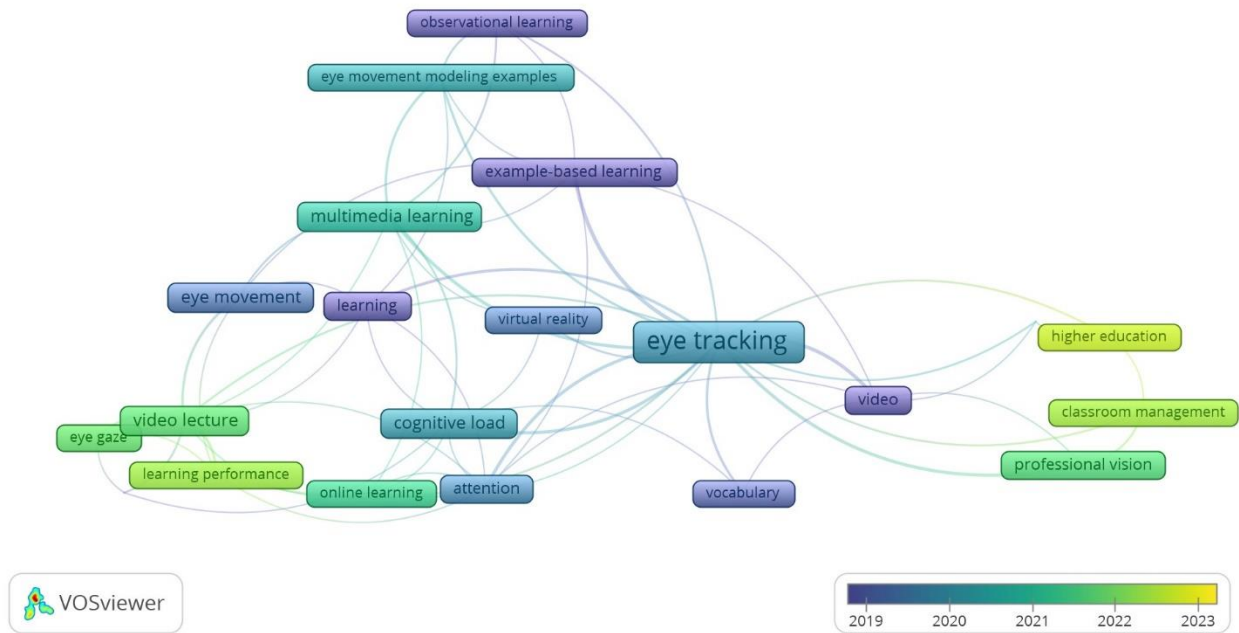 observational learning
eye movement modeling examples
example-based learning
multimedia learning
eye movement
learning
virtual reality
eye tracking
higher education
video
classroom management
video lecture
cognitive load
eye gaze
professional vision
learning performance
online learning
attention
vocabulary
VOSviewer
2019 2020 2021 2022 2023